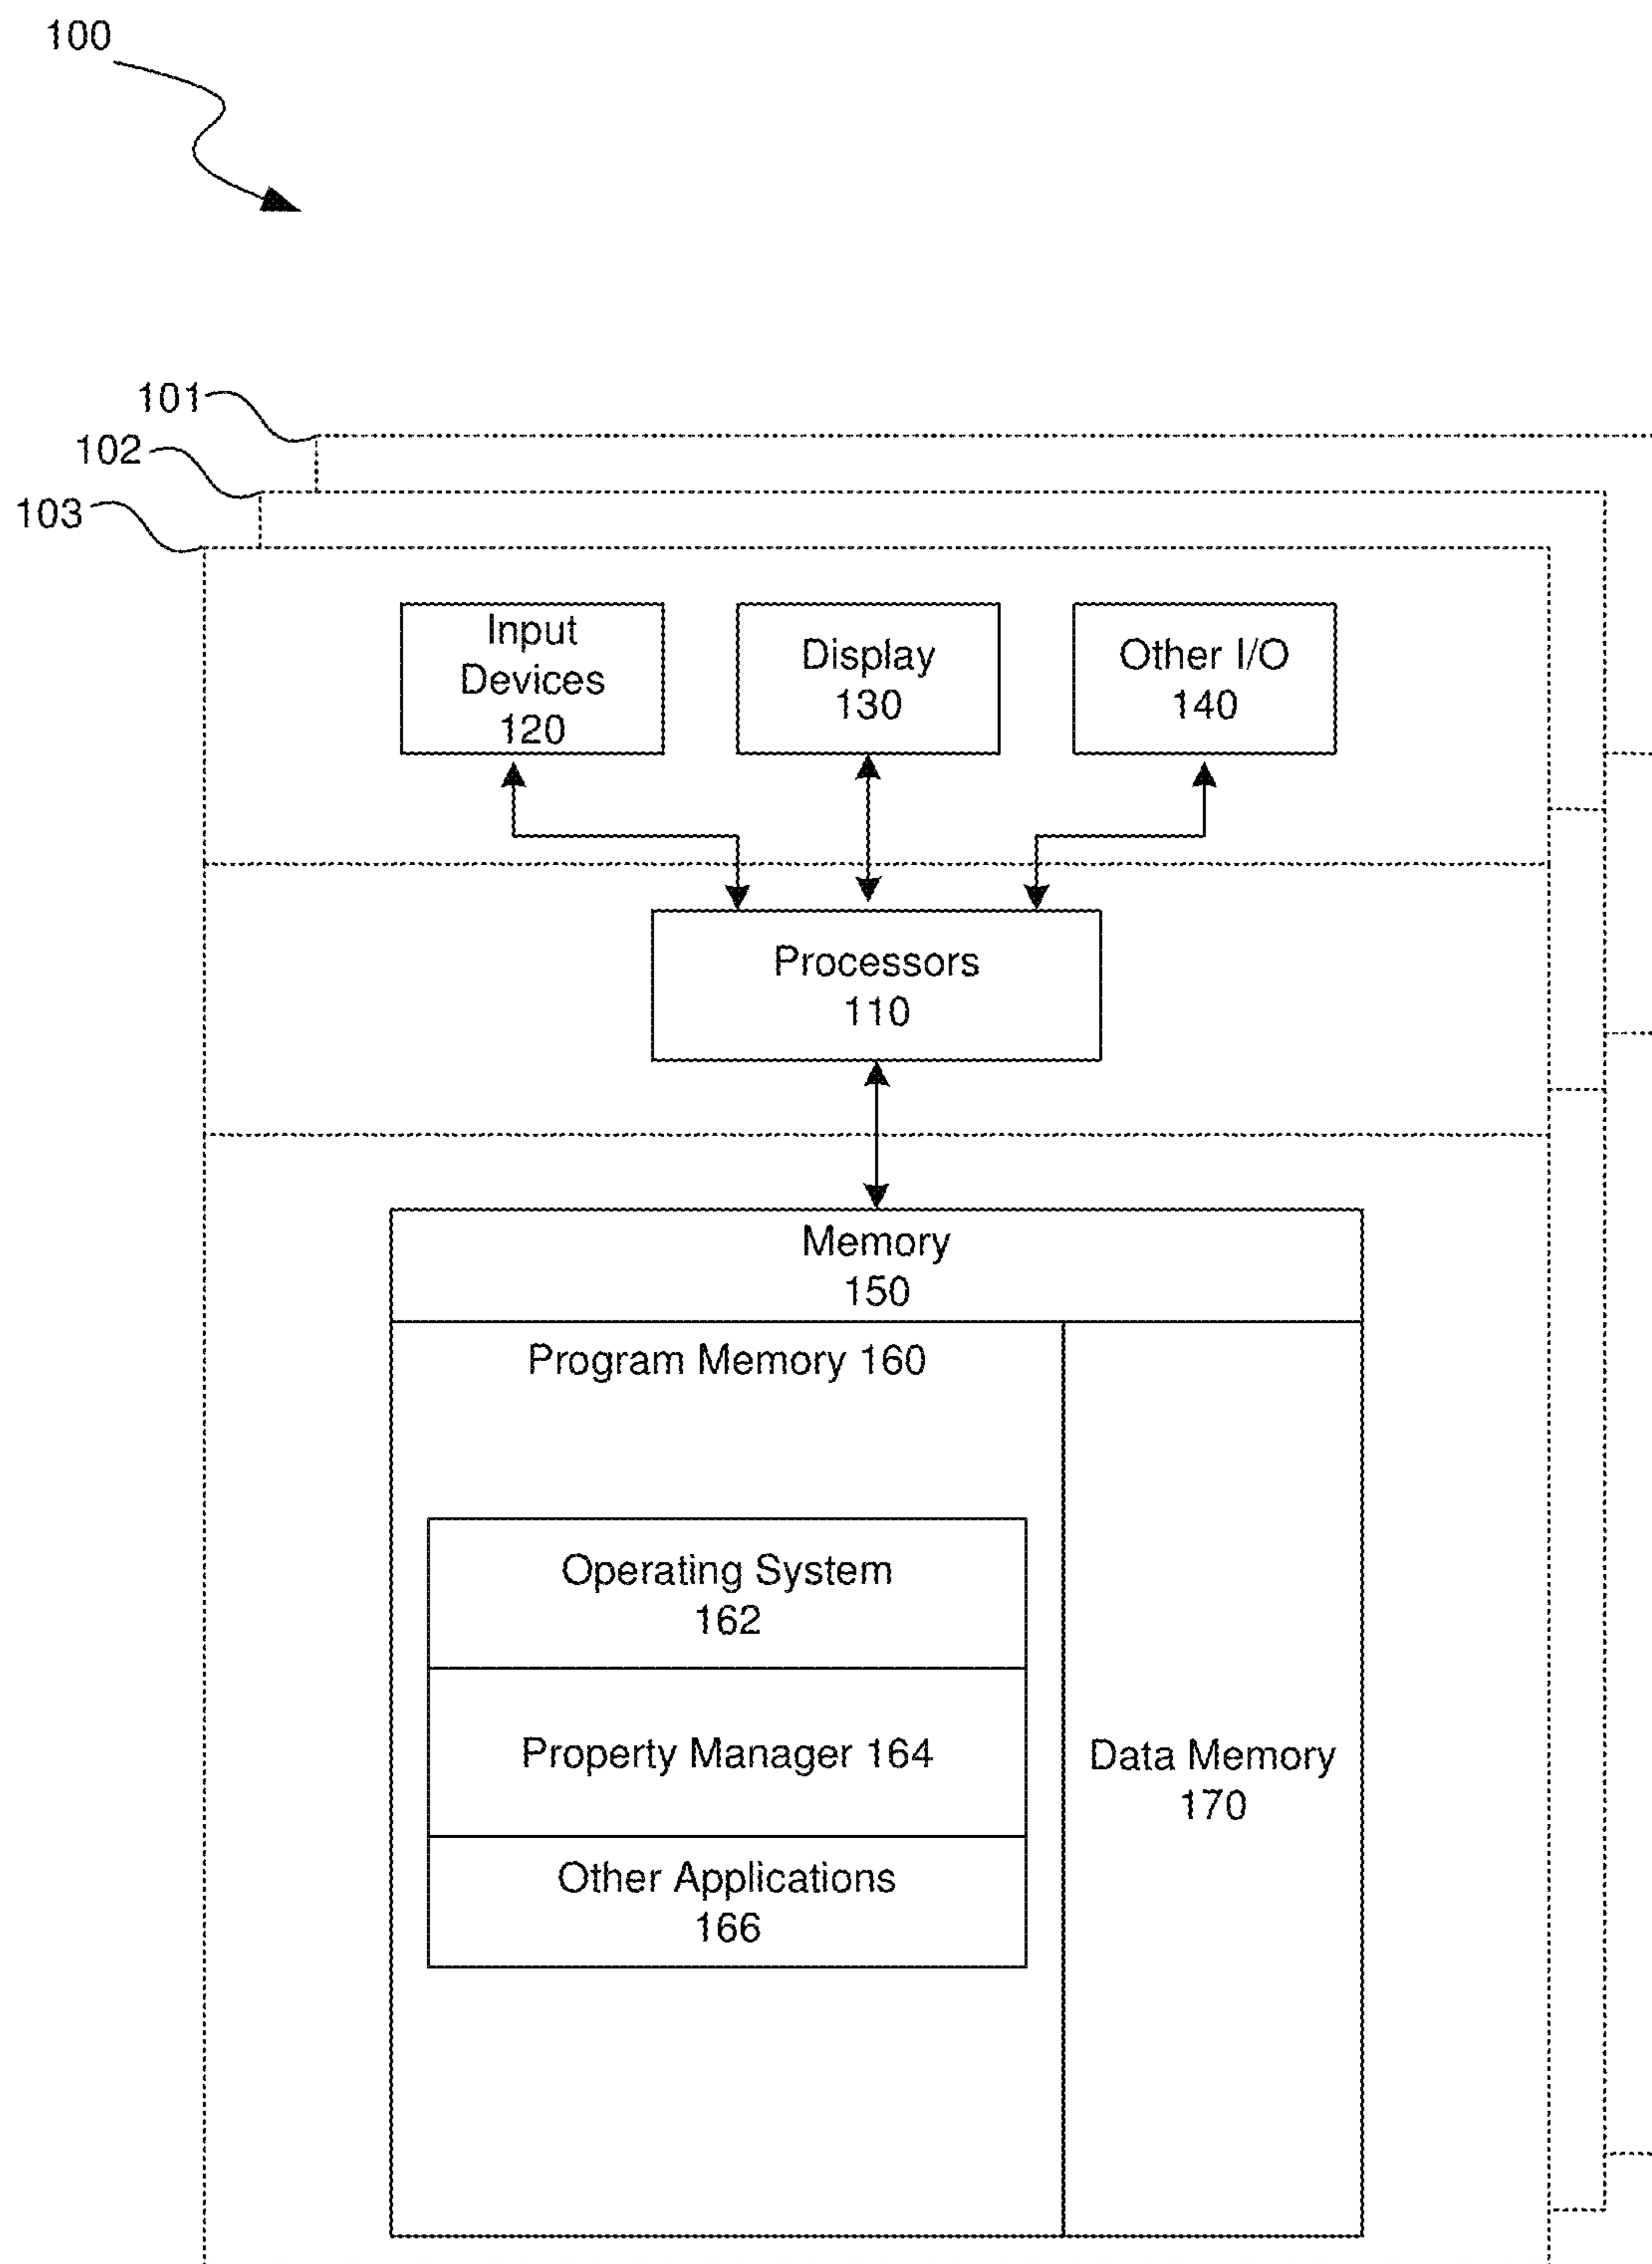 100
101
102
103
Input
Devices
120
Display
130
Other I/O
140
Processors
110
Memory
150
Program Memory 160
Operating System
162
Property Manager 164
Other Applications
166
Data Memory
170